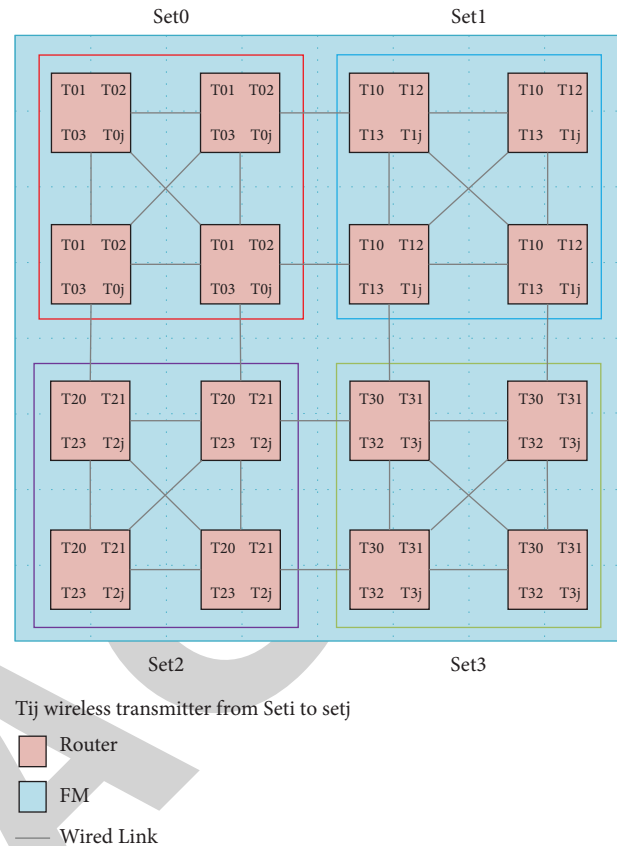 Set0 Set1
T01 T02 T01 T02 T10 T12 T10 T12
T03 T0j T03 T0j T13 T1j T13 T1j
T01 T02 T01 T02 T10 T12 T10 T12
T03 T0j T03 T0j T13 T1j T13 T1j
T20 T21 T20 T21 T30 T31 T30 T31
T23 T2j T23 T2j T32 T3j T32 T3j
T20 T21 T20 T21 T30 T31 T30 T31
T23 T2j T23 T2j T32 T3j T32 T3j
Set2 Set3
Tij wireless transmitter from Seti to setj
Router
FM
Wired Link